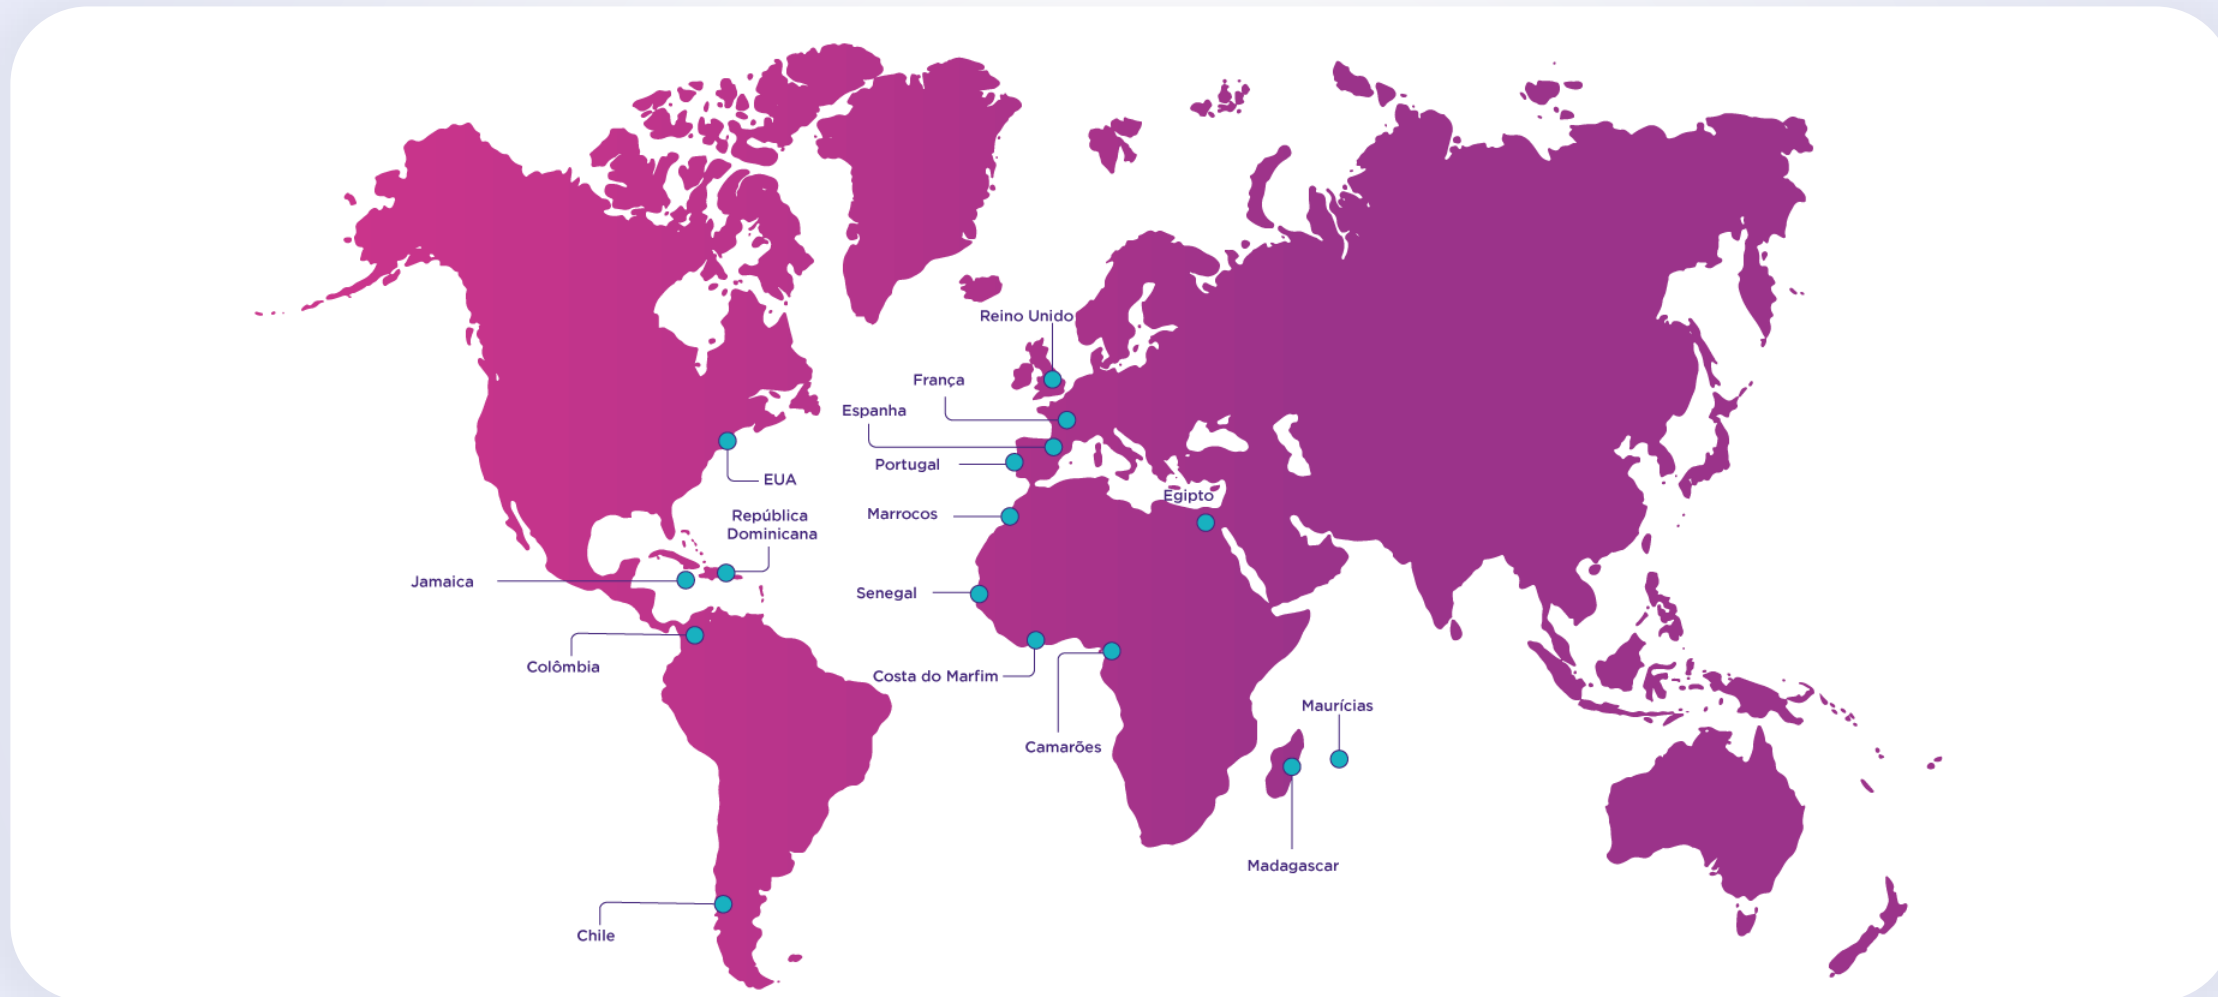 Reino Unido
França
Espanha
Portugal
EUA
Egipto
Marrocos
República
Dominicana
Jamaica
Senegal
Colômbia
Costa do Marfim
Maurícias
Camarões
Madagascar
Chile